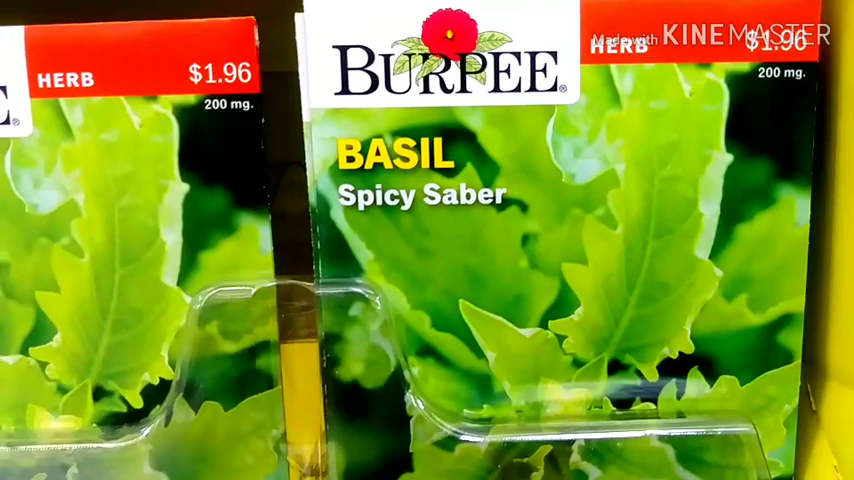 HERB $1.96
200 mg.
E.
BURPEE®
HERB $1.96
200 mg.
BASIL
Spicy Saber
Made with KINEMASTER